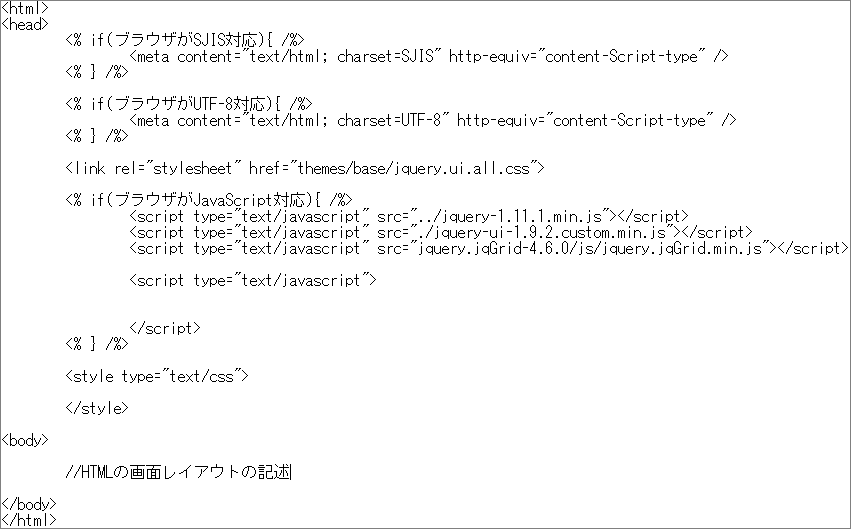 <html>
<head>
<% if(ブラウザがSJIS対応){ /%>
<meta content="text/html; charset=SJIS" http-equiv="content-Script-type" />
<% } /%>
<% if(ブラウザがUTF-8対応){ /%>
<meta content="text/html; charset=UTF-8" http-equiv="content-Script-type" />
<% } /%>
<link rel="stylesheet" href="themes/base/jquery.ui.all.css">
<% if(ブラウザがJavaScript対応){ /%>
<script type="text/javascript" src="../jquery-1.11.1.min.js"></script>
<script type="text/javascript" src="./jquery-ui-1.9.2.custom.min.js"></script>
<script type="text/javascript" src="jquery.jqGrid-4.6.0/js/jquery.jqGrid.min.js"></script>
<script type="text/javascript">
</script>
<% } /%>
<style type="text/css">
</style>
<body>
//HTMLの画面レイアウトの記述
</body>
</html>